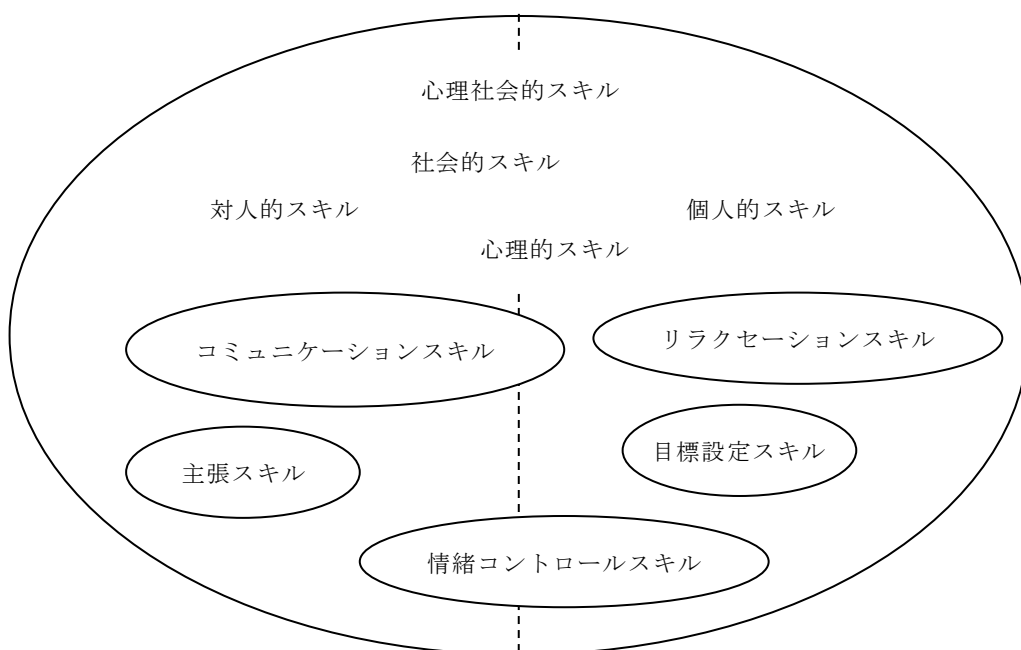 心理社会的スキル
社会的スキル
対人的スキル
個人的スキル
心理的スキル
コミュニケーションスキル
リラクセーションスキル
主張スキル
目標設定スキル
情緒コントロールスキル